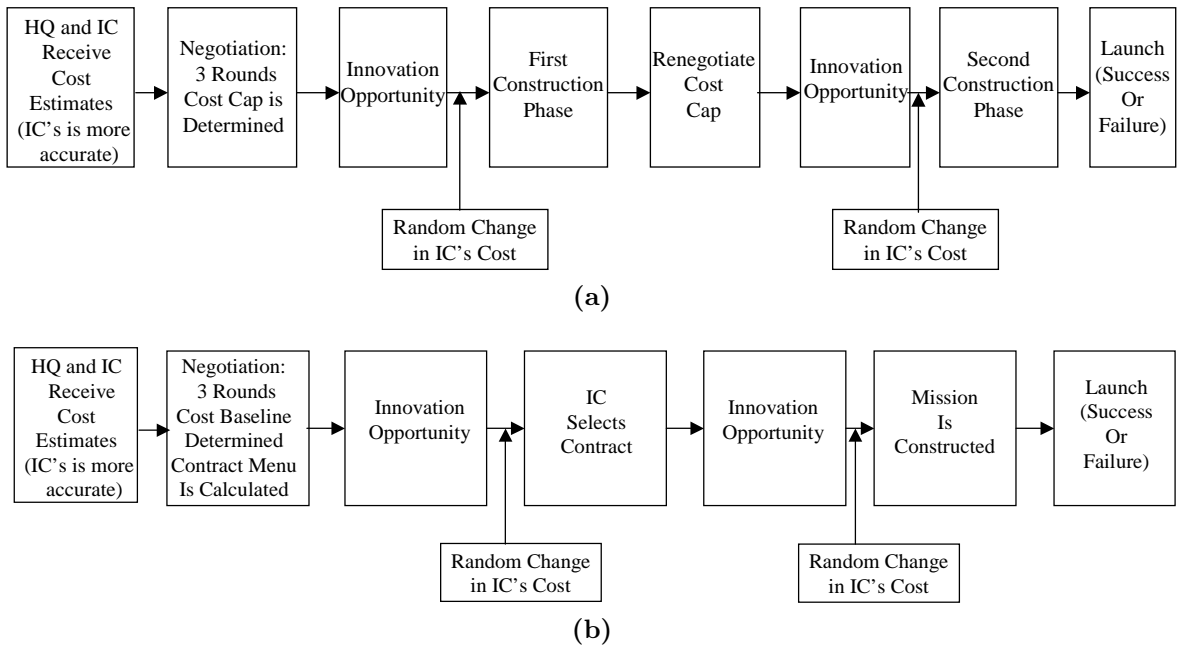 HQ and IC
Receive
Cost
Estimates
(IC's is more
accurate)
Negotiation:
3 Rounds
Cost Cap is
Determined
Innovation
Opportunity
First
Construction
Phase
Renegotiate
Cost
Cap
Innovation
Opportunity
Second
Construction
Phase
Launch
(Success
Or
Failure)
Random Change
in IC's Cost
Random Change
in IC's Cost
(a)
HQ and IC
Receive
Cost
Estimates
(IC's is more
accurate)
Negotiation:
3 Rounds
Cost Baseline
Determined
Contract Menu
Is Calculated
Innovation
Opportunity
IC
Selects
Contract
Innovation
Opportunity
Mission
Is
Constructed
Launch
(Success
Or
Failure)
Random Change
in IC's Cost
Random Change
in IC's Cost
(b)